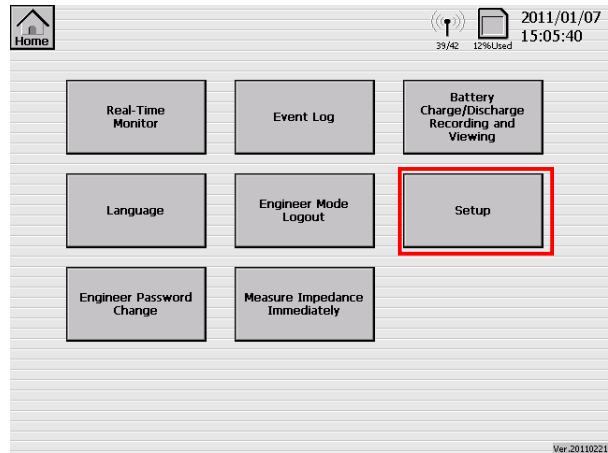 Home
39/42
12%Used
2011/01/07
15:05:40
Real-Time
Monitor
Event Log
Battery
Charge/Discharge
Recording and
Viewing
Language
Engineer Mode
Logout
Setup
Engineer Password
Change
Measure Impedance
Immediately
Ver.20110221